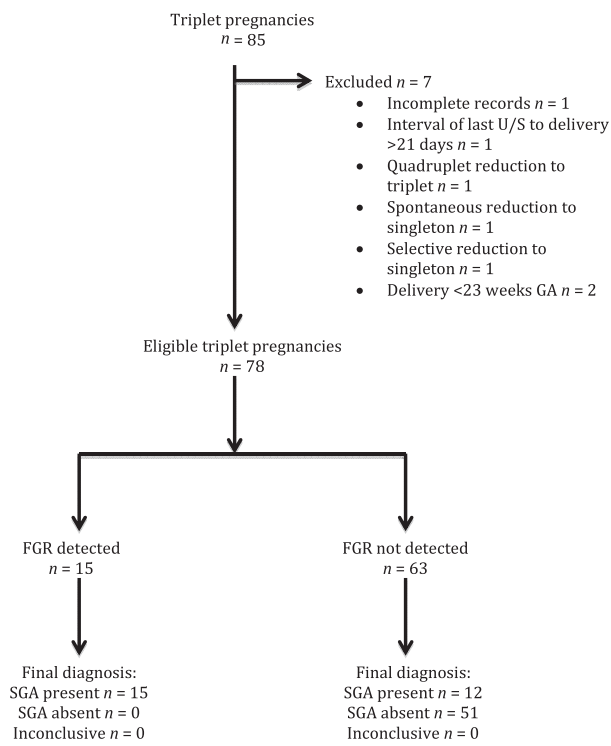 Triplet pregnancies
n = 85
Excluded n = 7
• Incomplete records n = 1
• Interval of last U/S to delivery
>21 days n = 1
• Quadruplet reduction to
triplet n = 1
• Spontaneous reduction to
singleton n = 1
• Selective reduction to
singleton n = 1
• Delivery <23 weeks GA n = 2
Eligible triplet pregnancies
n = 78
FGR detected
n = 15
FGR not detected
n = 63
Final diagnosis:
SGA present n = 15
SGA absent n = 0
Inconclusive n = 0
Final diagnosis:
SGA present n = 12
SGA absent n = 51
Inconclusive n = 0